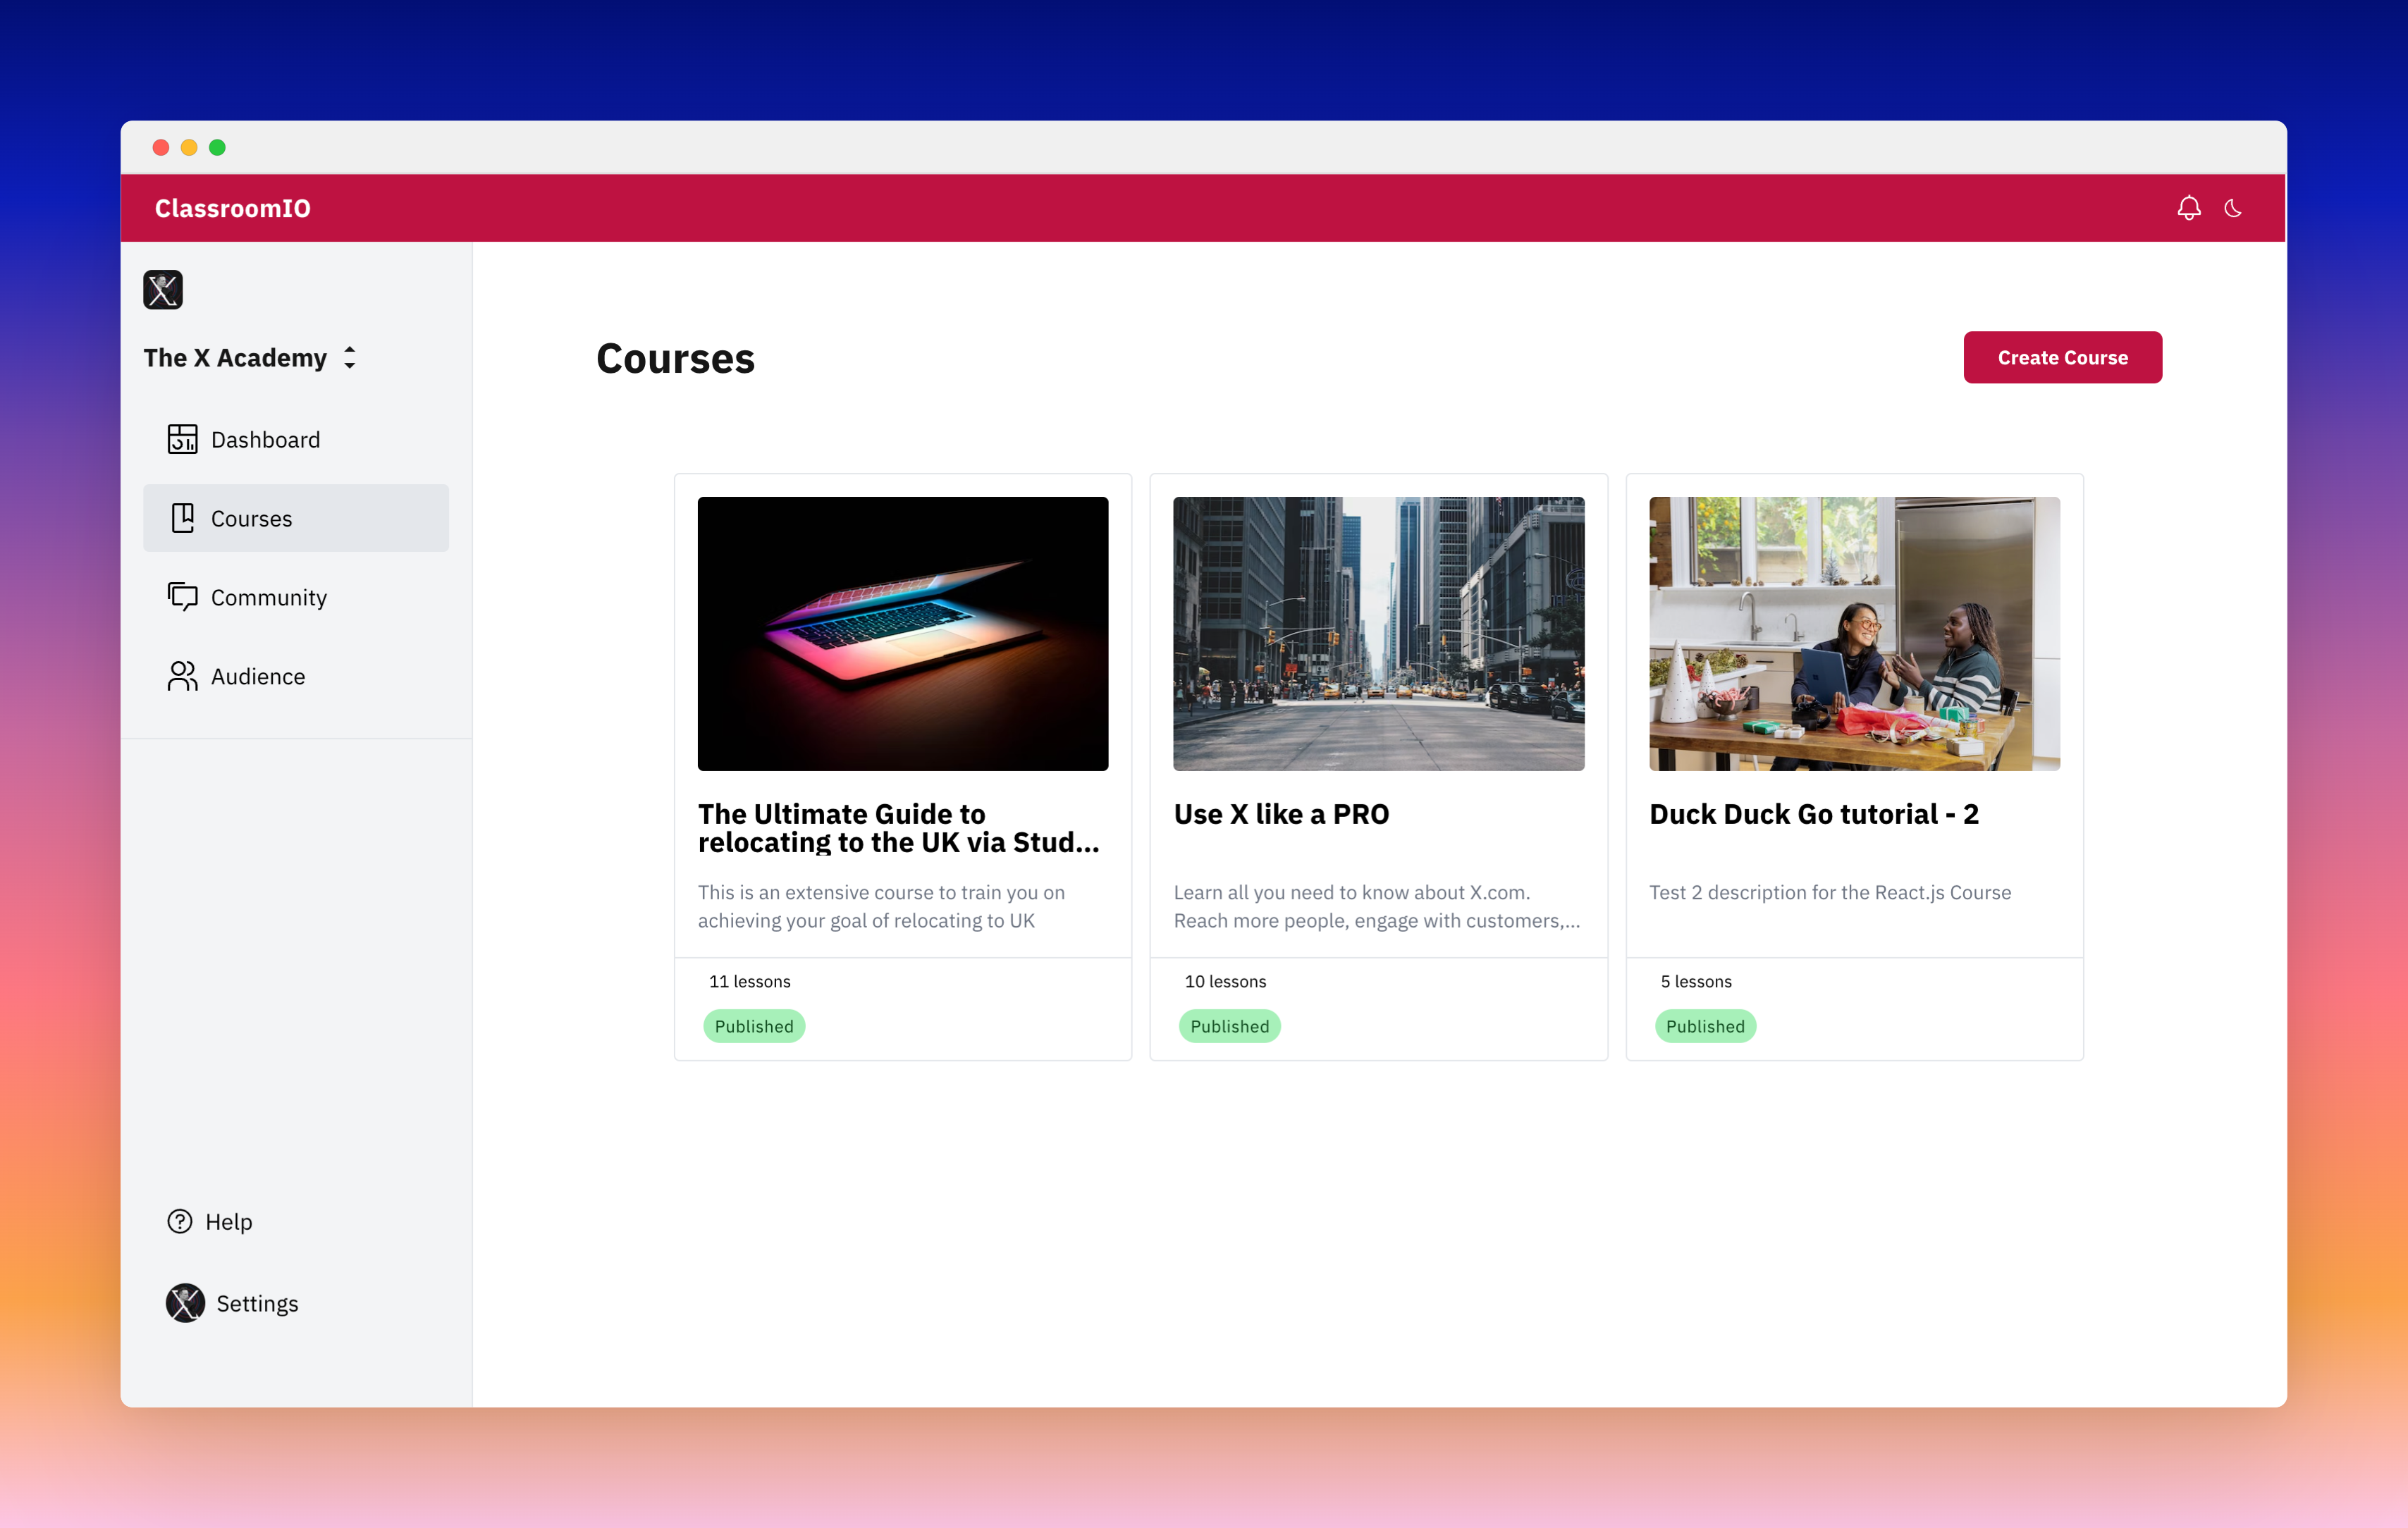 ClassroomIO
The X Academy
Dashboard
Courses
Community
Audience
Help
Settings
Courses
Create Course
The Ultimate Guide to
relocating to the UK via Stud...
This is an extensive course to train you on
achieving your goal of relocating to UK
11 lessons
Published
Use X like a PRO
Learn all you need to know about X.com.
Reach more people, engage with customers,...
10 lessons
Published
Duck Duck Go tutorial - 2
Test 2 description for the React.js Course
5 lessons
Published